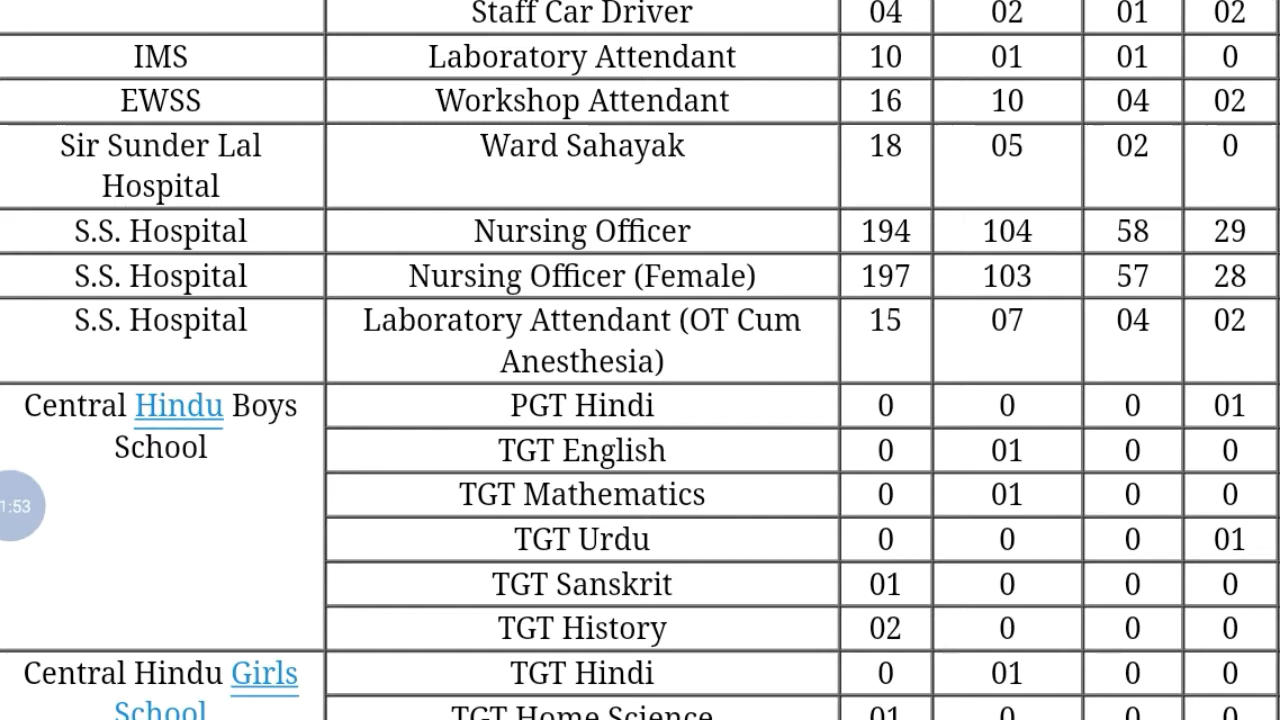 Staff Car Driver 04 02 01 02
IMS Laboratory Attendant 10 01 01 0
EWSS Workshop Attendant 16 10 04 02
Sir Sunder Lal Ward Sahayak 18 05 02 0
Hospital
S.S. Hospital Nursing Officer 194 104 58 29
S.S. Hospital Nursing Officer (Female) 197 103 57 28
S.S. Hospital Laboratory Attendant (OT Cum 15 07 04 02
Anesthesia)
Central Hindu Boys PGT Hindi 0 0 0 01
School
TGT English 0 01 0 0
TGT Mathematics 0 01 0 0
1:53
TGT Urdu 0 0 0 01
TGT Sanskrit 01 0 0 0
TGT History 02 0 0 0
Central Hindu Girls TGT Hindi 0 01 0 0
School TGT Home Science 01 0 0 0